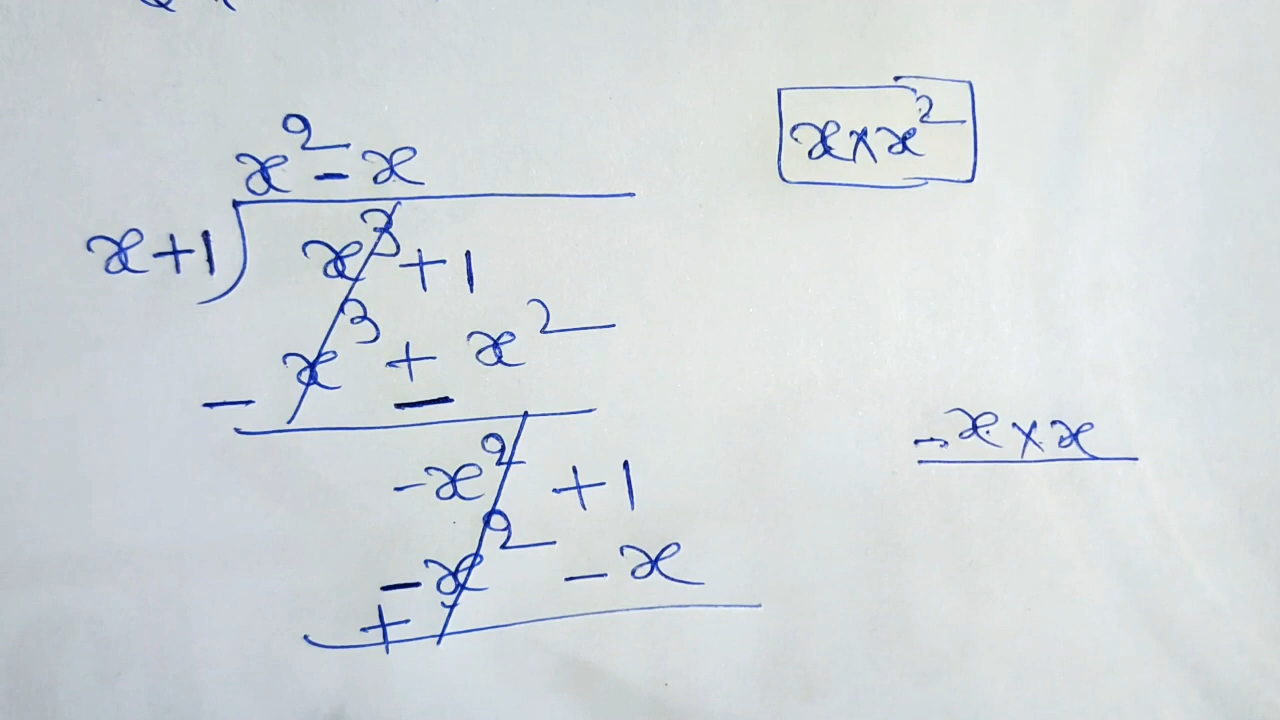 x² - x
x × x²
x+1) x³ + 1
x³ + x²
- -
- x × x
-x² + 1
-x² - x
+